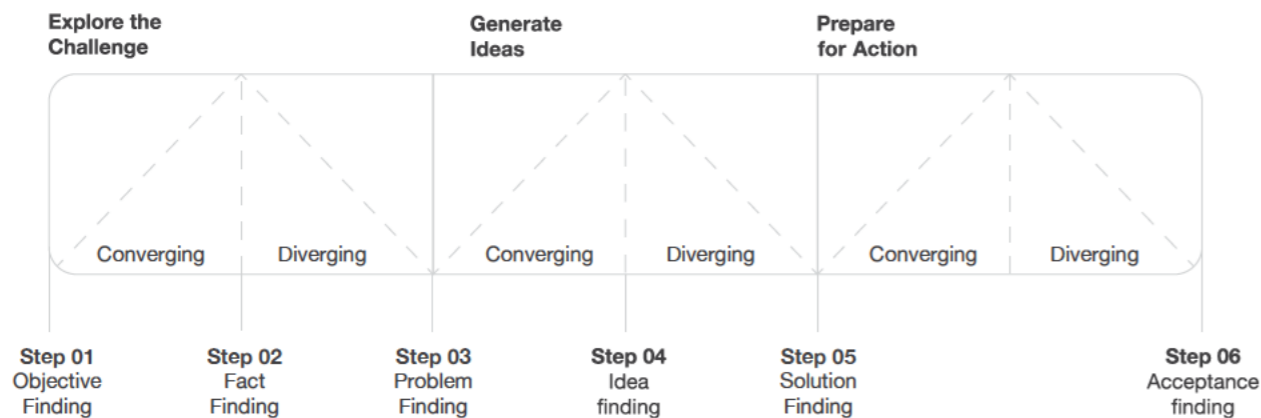 Explore the
Challenge
Generate
Ideas
Prepare
for Action
Converging
Diverging
Converging
Diverging
Converging
Diverging
Step 01
Objective
Finding
Step 02
Fact
Finding
Step 03
Problem
Finding
Step 04
Idea
finding
Step 05
Solution
Finding
Step 06
Acceptance
finding